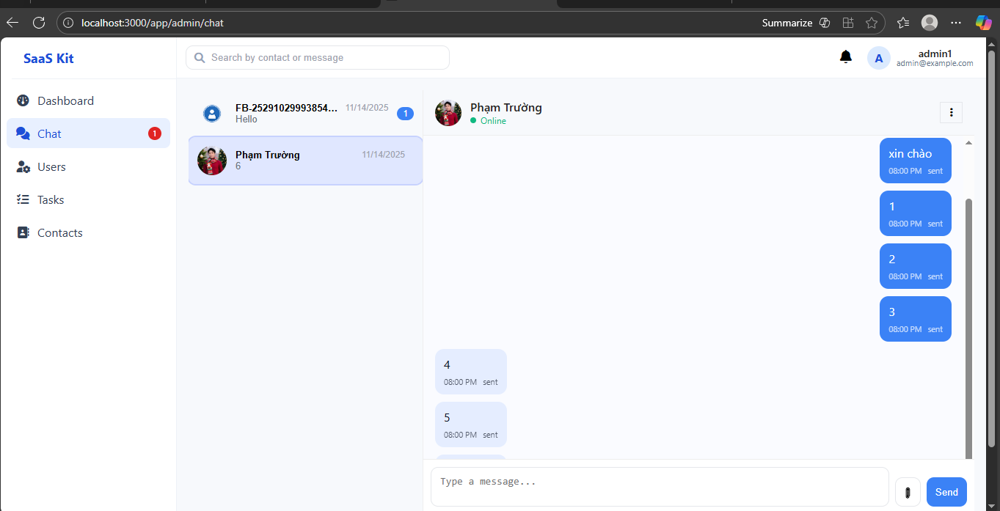 localhost:3000/app/admin/chat
Summarize
SaaS Kit
Search by contact or message
A
admin1
admin@example.com
Dashboard
Chat
1
Users
Tasks
Contacts
FB-25291029993854...
11/14/2025
Hello
1
Phạm Trường
11/14/2025
6
Phạm Trường
Online
xin chào
08:00 PM sent
1
08:00 PM sent
2
08:00 PM sent
3
08:00 PM sent
4
08:00 PM sent
5
08:00 PM sent
Type a message...
Send